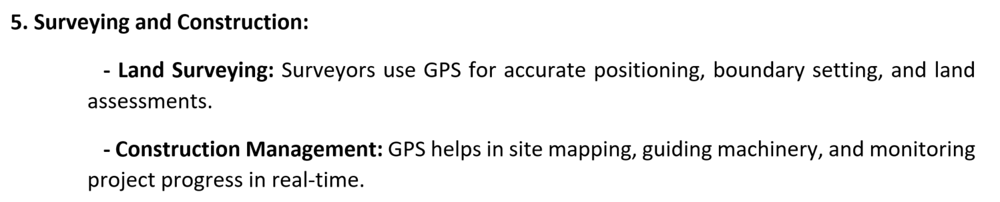 5. Surveying and Construction:
- Land Surveying: Surveyors use GPS for accurate positioning, boundary setting, and land
assessments.
- Construction Management: GPS helps in site mapping, guiding machinery, and monitoring
project progress in real-time.